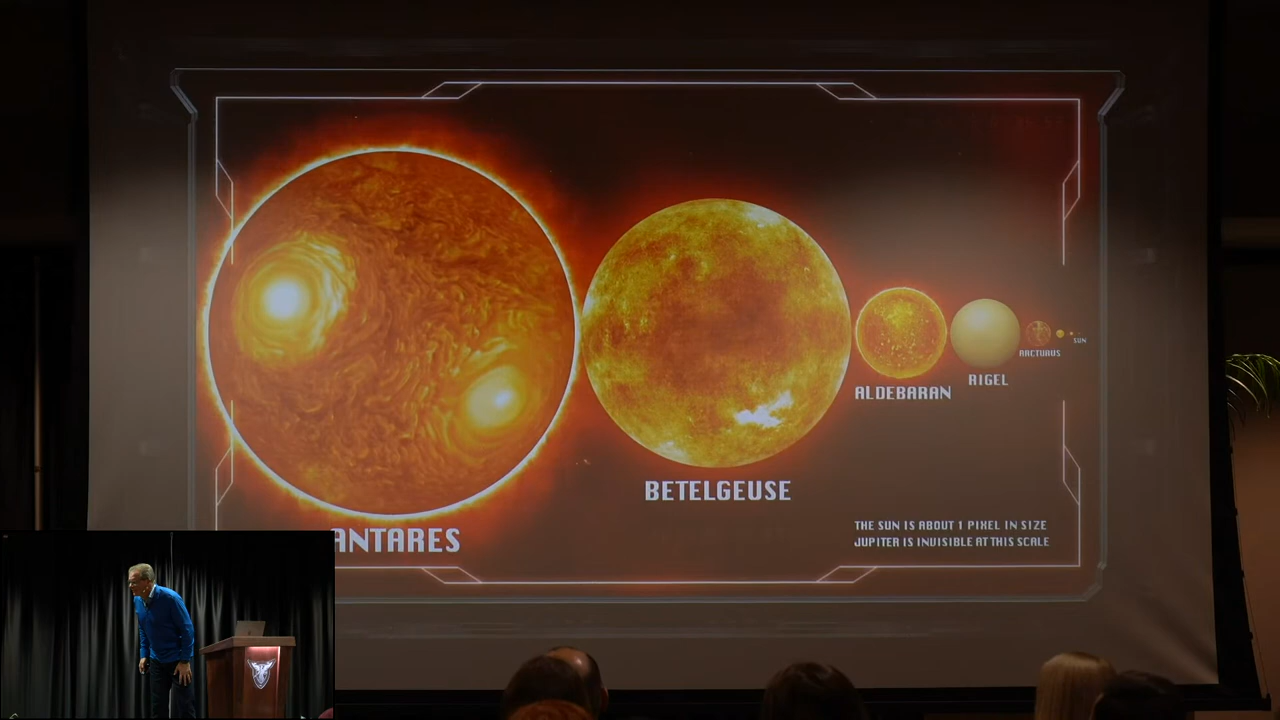 ANTARES
BETELGEUSE
ALDEBARAN
RIGEL
ARCTURUS
SUN
THE SUN IS ABOUT 1 PIXEL IN SIZE
JUPITER IS INVISIBLE AT THIS SCALE